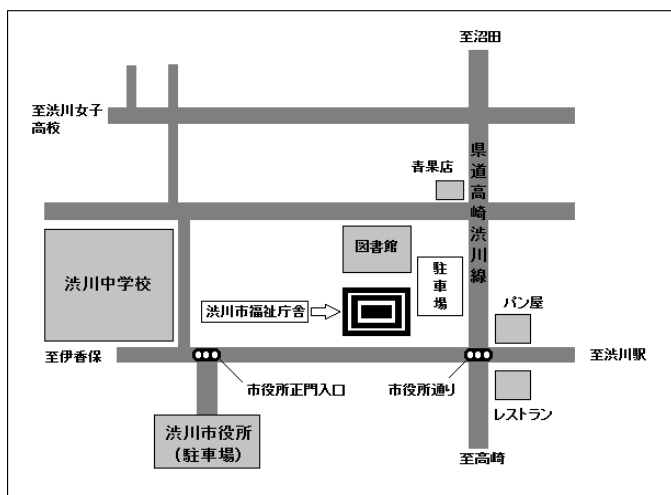 至沼田
至渋川女子
高校
県道高崎渋川線
青果店
図書館
駐車場
渋川中学校
渋川市福祉庁舎
パン屋
至伊香保
至渋川駅
市役所正門入口
市役所通り
レストラン
渋川市役所
(駐車場)
至高崎